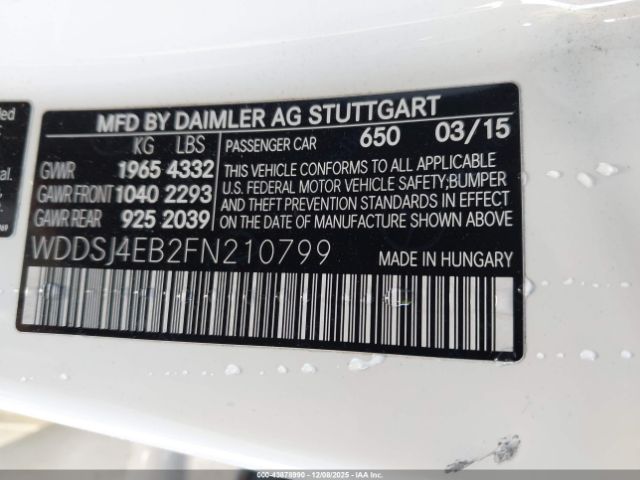 MFD BY DAIMLER AG STUTTGART
KG LBS
GVWR 1965 4332
GAWR FRONT 1040 2293
GAWR REAR 925 2039
PASSENGER CAR 650 03/15
THIS VEHICLE CONFORMS TO ALL APPLICABLE
U.S. FEDERAL MOTOR VEHICLE SAFETY;BUMPER
AND THEFT PREVENTION STANDARDS IN EFFECT
ON THE DATE OF MANUFACTURE SHOWN ABOVE.
WDDSJ4EB2FN210799
MADE IN HUNGARY
000-43878990 | 12/08/2025 - IAAI.COM